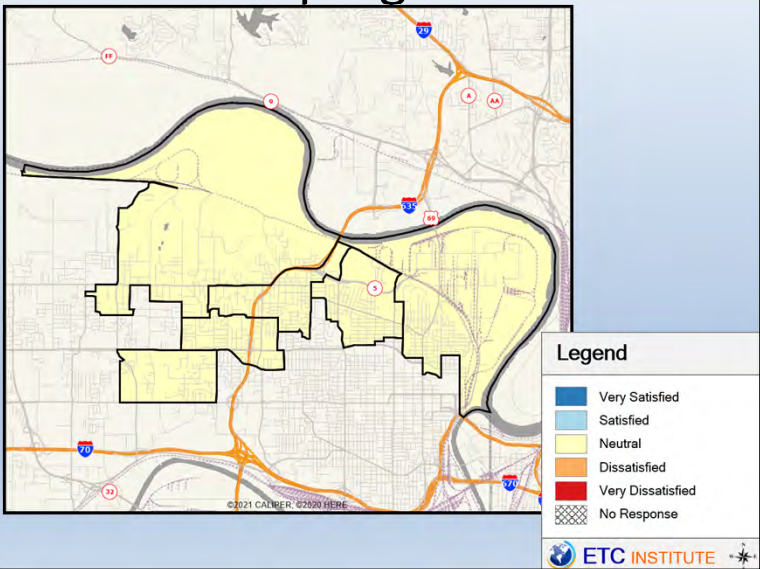 29
FF
9
A
AA
635
69
5
70
32
670
©2021 CALIPER; ©2020 HERE
Legend
Very Satisfied
Satisfied
Neutral
Dissatisfied
Very Dissatisfied
No Response
ETC INSTITUTE